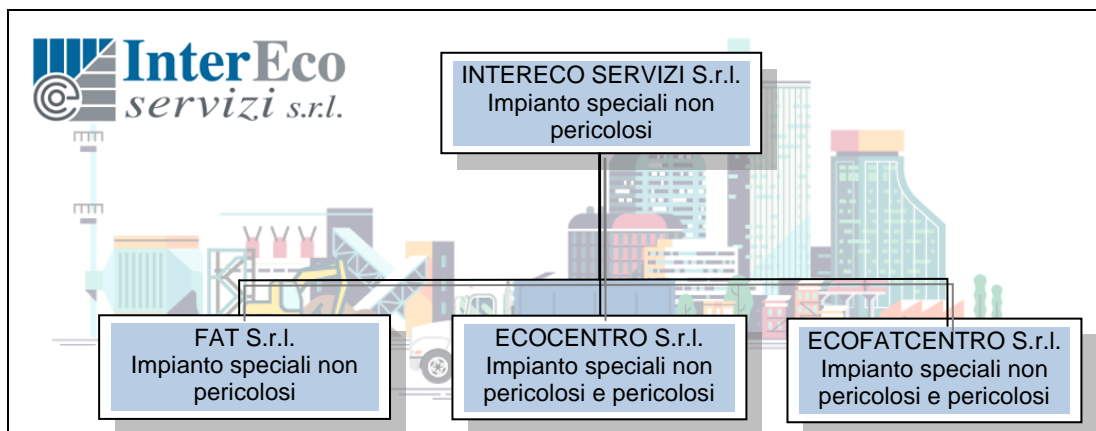 InterEco
servizi s.r.l.
INTERECO SERVIZI S.r.l.
Impianto speciali non
pericolosi
FAT S.r.l.
Impianto speciali non
pericolosi
ECOCENTRO S.r.l.
Impianto speciali non
pericolosi e pericolosi
ECOFATCENTRO S.r.l.
Impianto speciali non
pericolosi e pericolosi